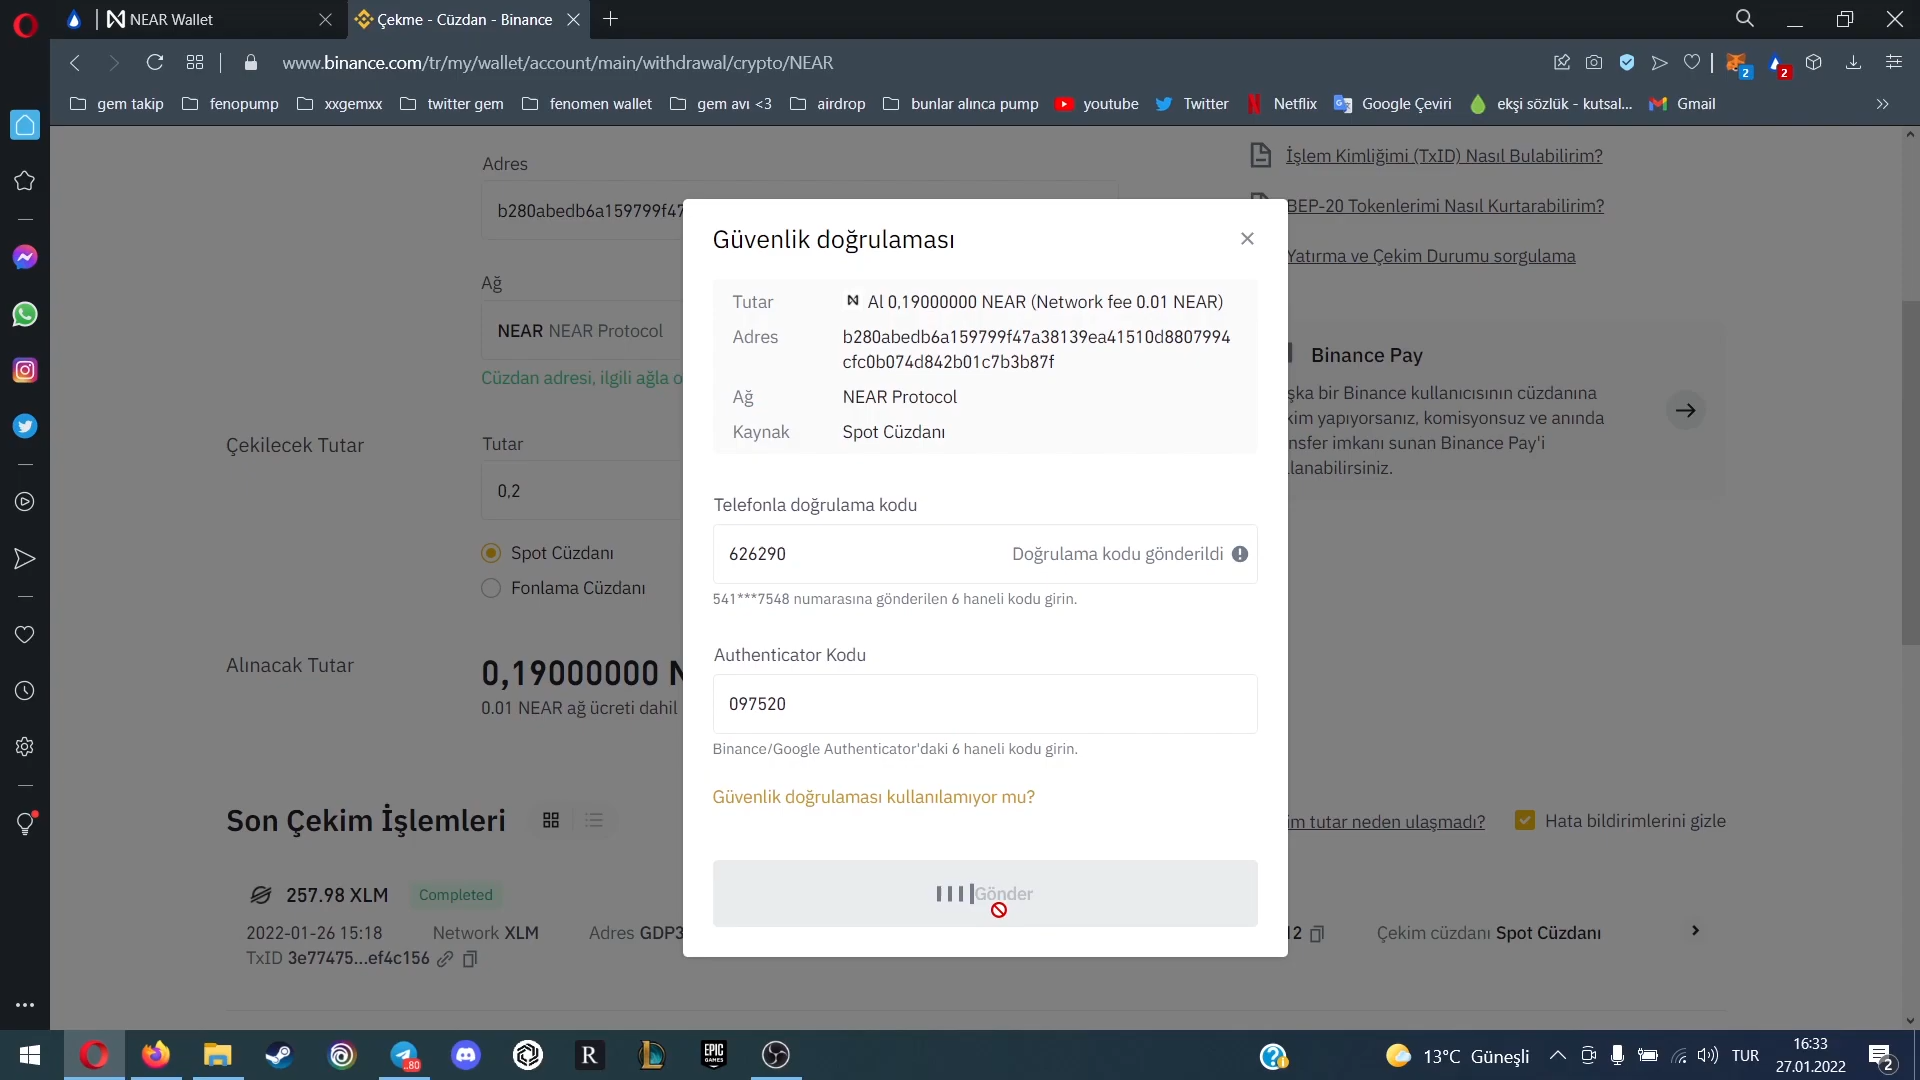 NEAR Wallet
Çekme - Cüzdan - Binance
www.binance.com/tr/my/wallet/account/main/withdrawal/crypto/NEAR
2
2
gem takip
fenopump
xxgemxx
twitter gem
fenomen wallet
gem avı <3
airdrop
bunlar alınca pump
youtube
Twitter
Netflix
Google Çeviri
ekşi sözlük - kutsal...
Gmail
Adres
b280abedb6a159799f47
Ağ
NEAR NEAR Protocol
Cüzdan adresi, ilgili ağla
Çekilecek Tutar
Tutar
0,2
Spot Cüzdanı
Fonlama Cüzdanı
Alınacak Tutar
0,19000000
0.01 NEAR ağ ücreti dahil
Güvenlik doğrulaması
Tutar
Al 0,19000000 NEAR (Network fee 0.01 NEAR)
Adres
b280abedb6a159799f47a38139ea41510d8807994
cfc0b074d842b01c7b3b87f
Ağ
NEAR Protocol
Kaynak
Spot Cüzdanı
Telefonla doğrulama kodu
626290
Doğrulama kodu gönderildi
541***7548 numarasına gönderilen 6 haneli kodu girin.
Authenticator Kodu
097520
Binance/Google Authenticator'daki 6 haneli kodu girin.
Güvenlik doğrulaması kullanılamıyor mu?
Gönder
İşlem Kimliğimi (TxID) Nasıl Bulabilirim?
BEP-20 Tokenlerimi Nasıl Kurtarabilirim?
Yatırma ve Çekim Durumu sorgulama
Binance Pay
şka bir Binance kullanıcısının cüzdanına
kim yapıyorsanız, komisyonsuz ve anında
nsfer imkanı sunan Binance Pay'i
lanabilirsiniz.
Son Çekim İşlemleri
im tutar neden ulaşmadı?
Hata bildirimlerini gizle
257.98 XLM
Completed
2022-01-26 15:18
Network XLM
Adres GDP3
12
Çekim cüzdanı Spot Cüzdanı
TxID 3e77475...ef4c156
80
R
EPIC
GAMES
13°C Güneşli
TUR
16:33
27.01.2022
2